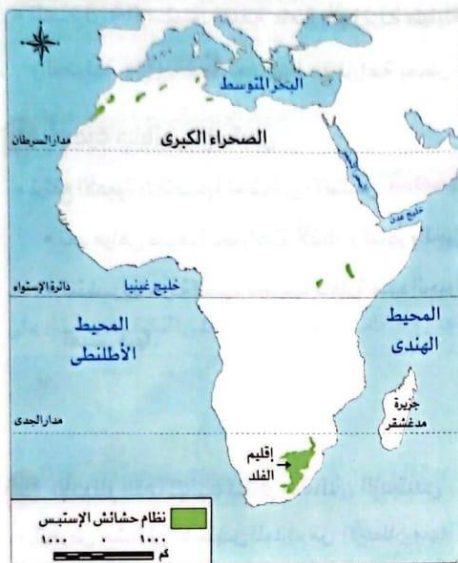 البحر المتوسط
مدار السرطان
الصحراء الكبرى
خليج عدن
دائرة الإستواء
خليج غينيا
المحيط
الأطلنطى
المحيط
الهندى
جزيرة
مدغشقر
مدار الجدى
إقليم
الفلد
نظام حشائش الإستبس
١٠٠٠
١٠٠٠
كم